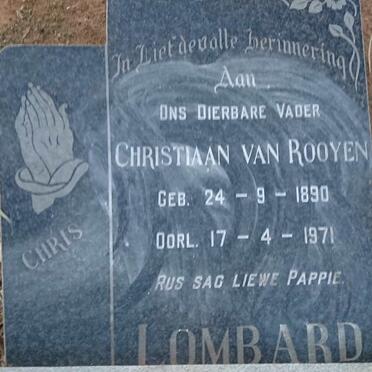 In Liefdevolle Herinnering
Aan
ONS DIERBARE VADER
CHRISTIAAN VAN ROOYEN
GEB. 24 - 9 - 1890
OORL. 17 - 4 - 1971
RUS SAG LIEWE PAPPIE.
LOMBARD
CHRIS